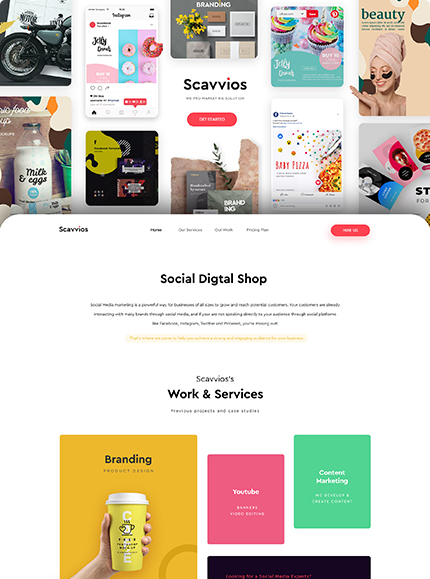 Instagram
Jelly
Donuts
BRANDING
Jelly
Donuts
BUY 10
beauty
Scavvios
GET STARTED
Milk
& eggs
BABY PIZZA
BRAND
ING
Scavvios
Home
Our Services
Our Work
Pricing Plan
HIRE US
Social Digtal Shop
Social Media marketing is a powerful way for businesses of all sizes to grow and reach potential customers. Your customers are already
interacting with many brands through social media, and if your are not speaking directly to your audience through social platforms
like Facebook, Instagram, Twitter and Pinterest, you're missing out!
That's where we come to help you achieve a strong and engaging audience for your business.
Scavvios's
Work & Services
Previous projects and case studies
Branding
PRODUCT DESIGN
Youtube
BANNERS
VIDEO EDITING
Content
Marketing
WE DEVELOP &
CREATE CONTENT
FREE
MOCK-UP
Looking for a Social Media Experts?